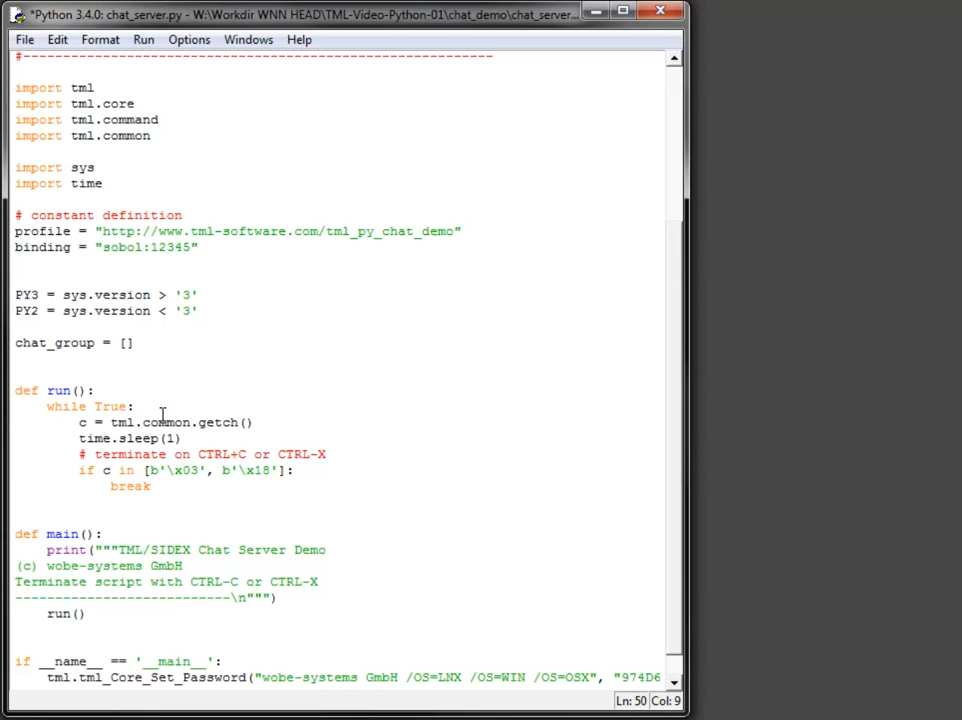 *Python 3.4.0: chat_server.py - W:\Workdir WNN HEAD\TML-Video-Python-01\chat_demo\chat_server...
File Edit Format Run Options Windows Help
#------------------------------------------------------------
import tml
import tml.core
import tml.command
import tml.common
import sys
import time
# constant definition
profile = "http://www.tml-software.com/tml_py_chat_demo"
binding = "sobol:12345"
PY3 = sys.version > '3'
PY2 = sys.version < '3'
chat_group = []
def run():
    while True:
        c = tml.common.getch()
        time.sleep(1)
        # terminate on CTRL+C or CTRL-X
        if c in [b'\x03', b'\x18']:
            break
def main():
    print("""TML/SIDEX Chat Server Demo
(c) wobe-systems GmbH
Terminate script with CTRL-C or CTRL-X
---------------------------\n""")
    run()
if __name__ == '__main__':
    tml.tml_Core_Set_Password("wobe-systems GmbH /OS=LNX /OS=WIN /OS=OSX", "974D6
Ln: 50 Col: 9